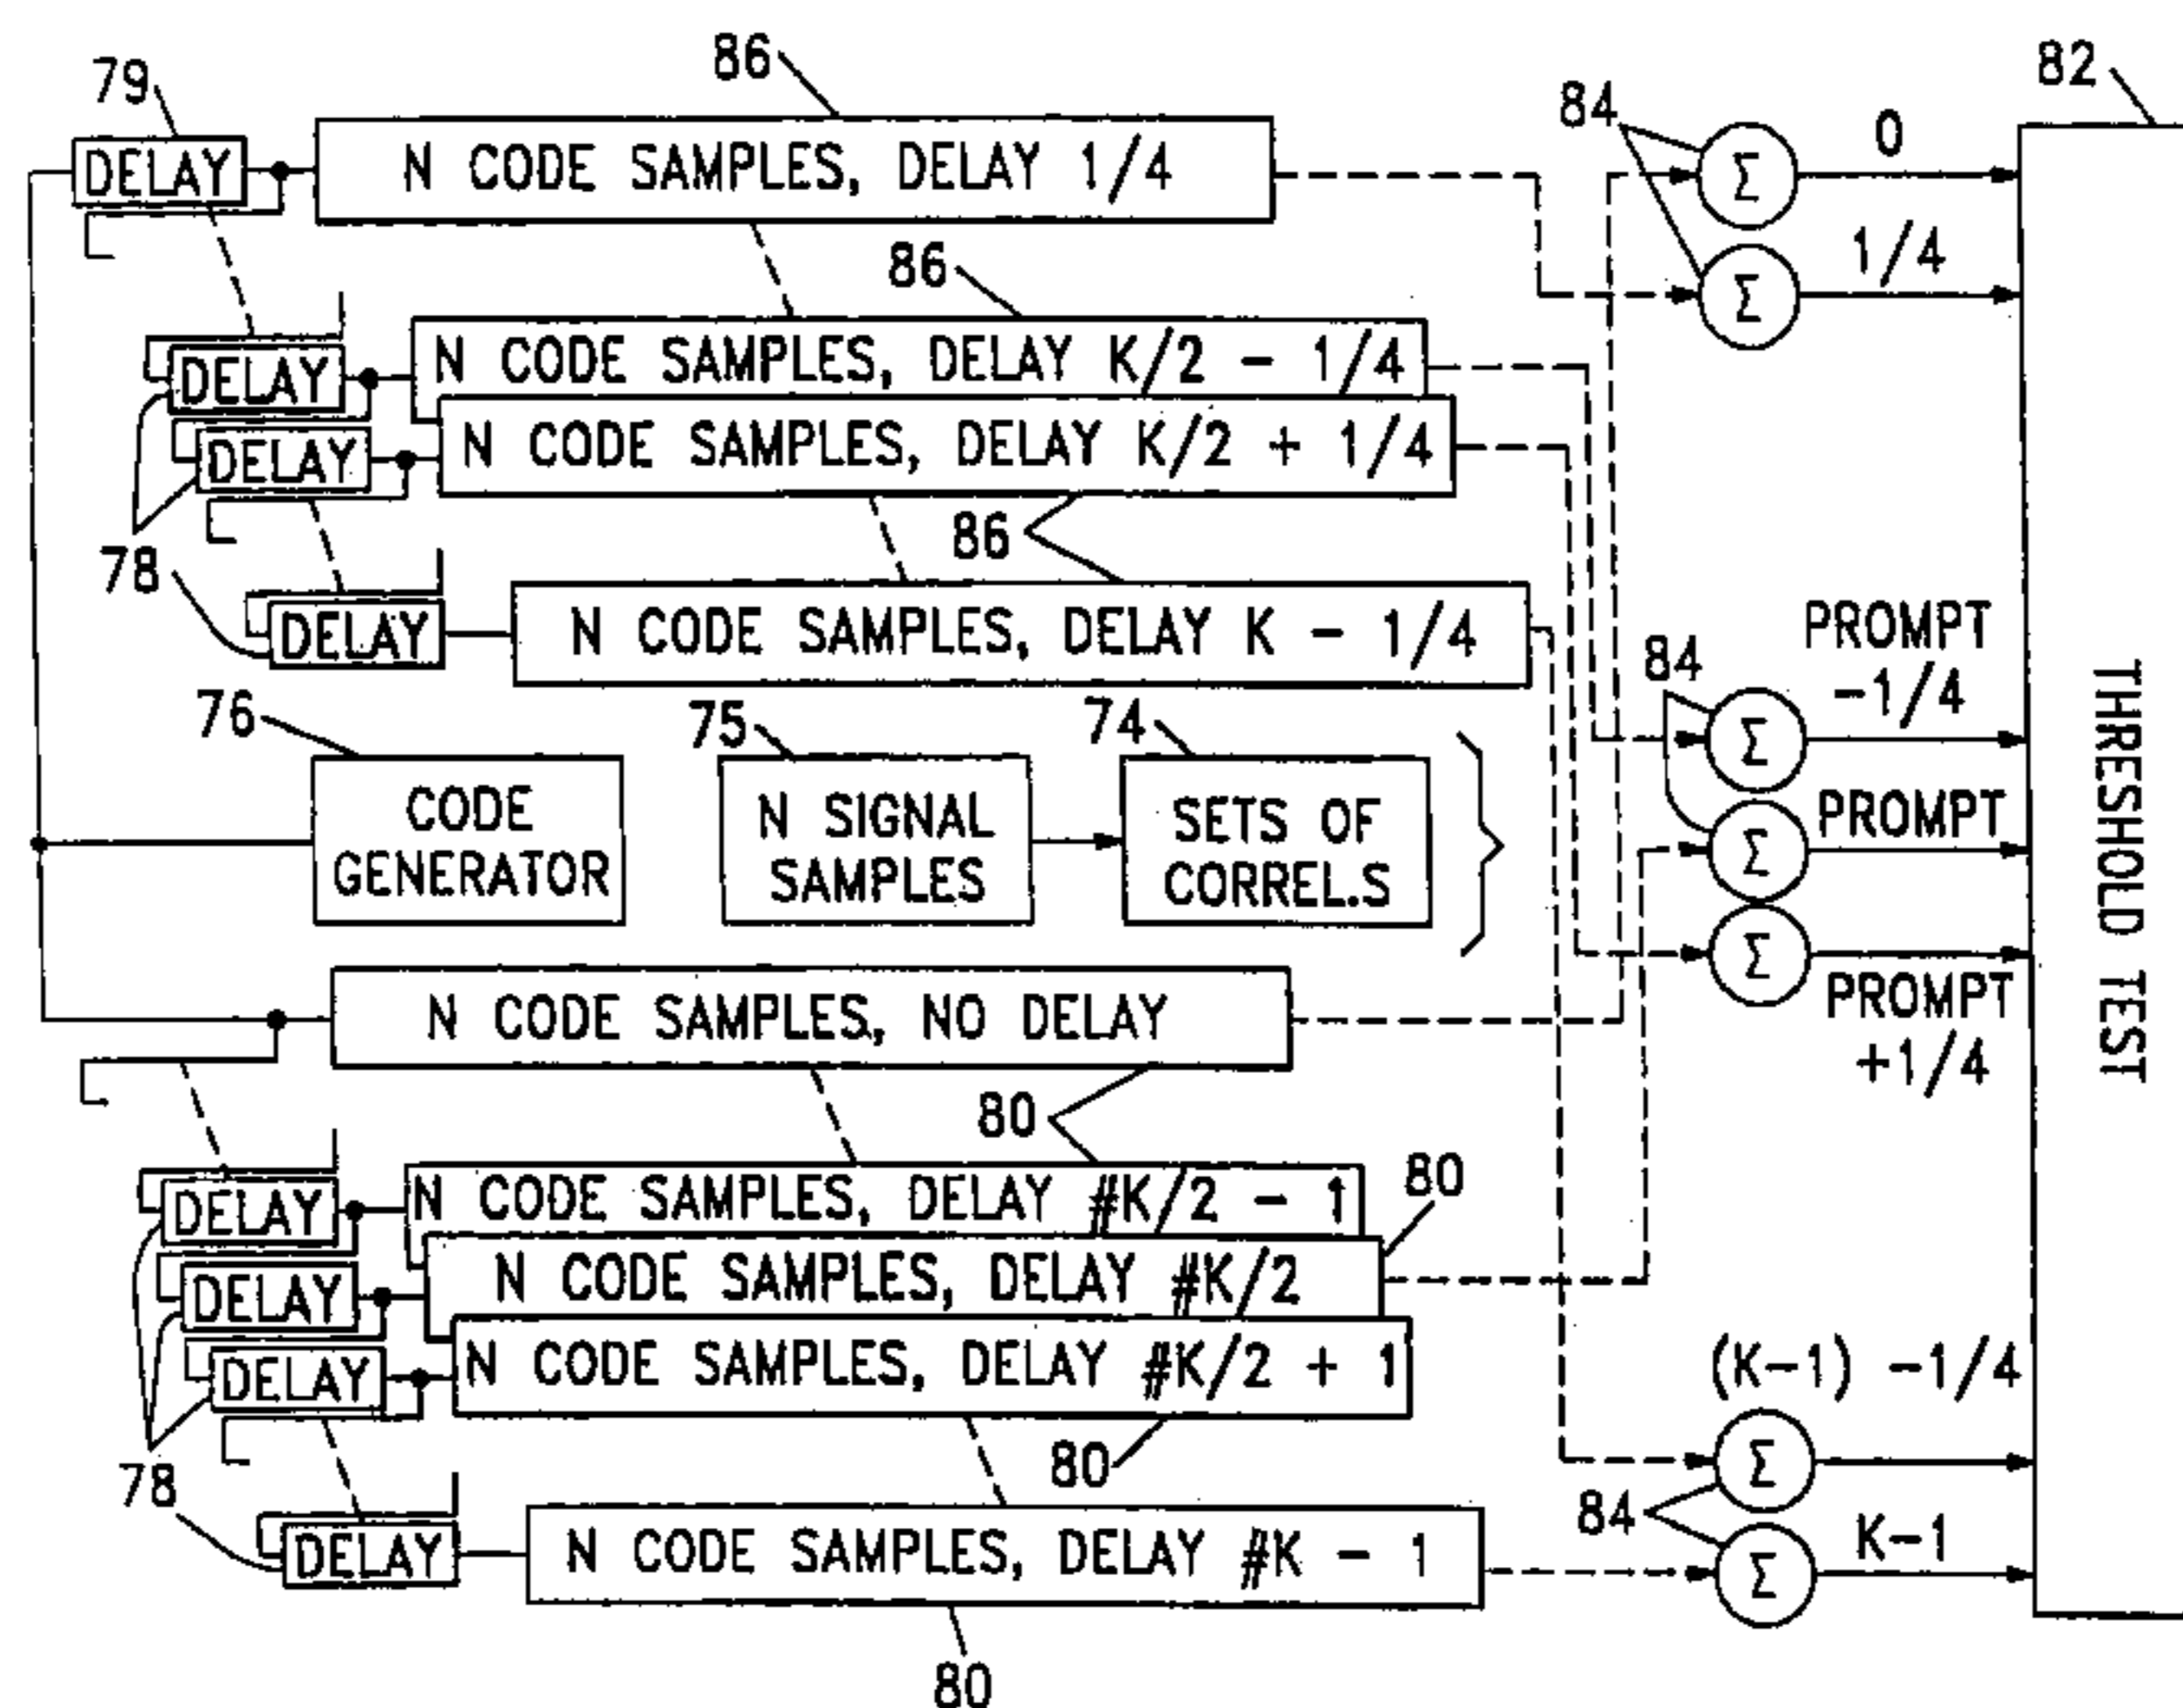 86
82
79
84
DELAY
N CODE SAMPLES, DELAY 1/4
Σ
0
Σ
1/4
86
DELAY
N CODE SAMPLES, DELAY K/2 - 1/4
DELAY
N CODE SAMPLES, DELAY K/2 + 1/4
78
86
DELAY
N CODE SAMPLES, DELAY K - 1/4
84
PROMPT
-1/4
Σ
76
75
74
CODE
GENERATOR
N SIGNAL
SAMPLES
SETS OF
CORREL.S
Σ
PROMPT
Σ
PROMPT
+1/4
THRESHOLD TEST
N CODE SAMPLES, NO DELAY
80
80
DELAY
N CODE SAMPLES, DELAY #K/2 - 1
DELAY
N CODE SAMPLES, DELAY #K/2
DELAY
N CODE SAMPLES, DELAY #K/2 + 1
78
80
(K-1) -1/4
Σ
84
DELAY
N CODE SAMPLES, DELAY #K - 1
Σ
K-1
80